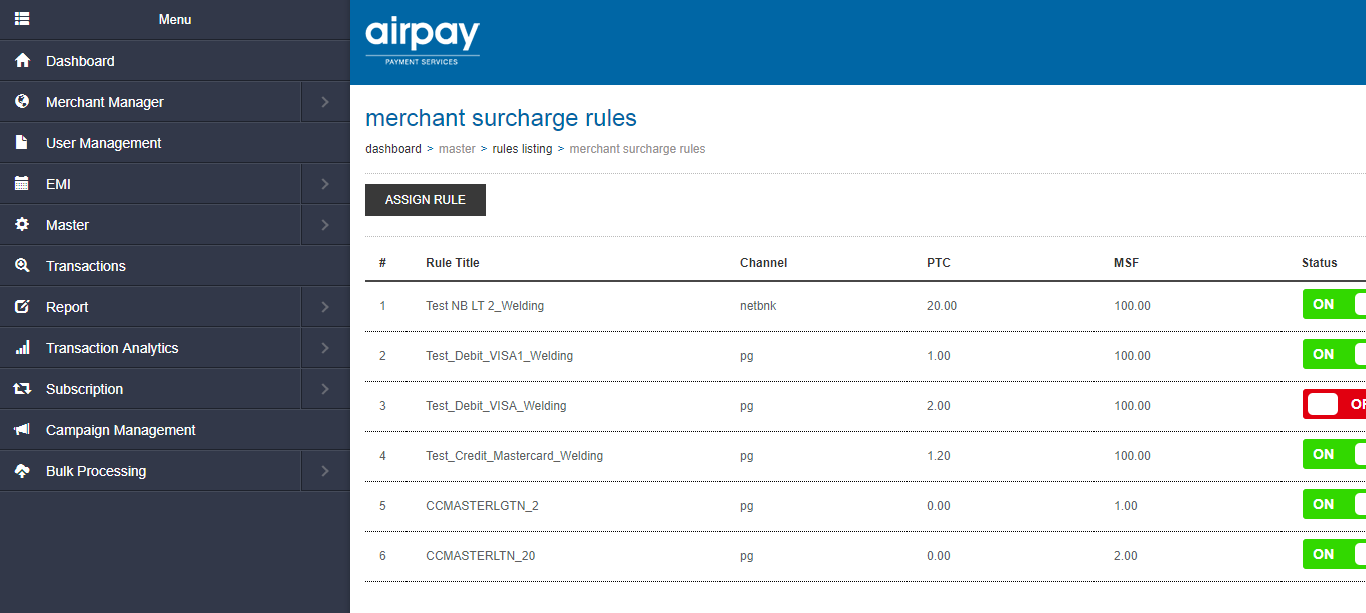 Menu
Dashboard
Merchant Manager
User Management
EMI
Master
Transactions
Report
Transaction Analytics
Subscription
Campaign Management
Bulk Processing
airpay
PAYMENT SERVICES
merchant surcharge rules
dashboard > master > rules listing > merchant surcharge rules
ASSIGN RULE
# Rule Title Channel PTC MSF Status
1 Test NB LT 2_Welding netbnk 20.00 100.00 ON
2 Test_Debit_VISA1_Welding pg 1.00 100.00 ON
3 Test_Debit_VISA_Welding pg 2.00 100.00
4 Test_Credit_Mastercard_Welding pg 1.20 100.00 ON
5 CCMASTERLGTN_2 pg 0.00 1.00 ON
6 CCMASTERLTN_20 pg 0.00 2.00 ON